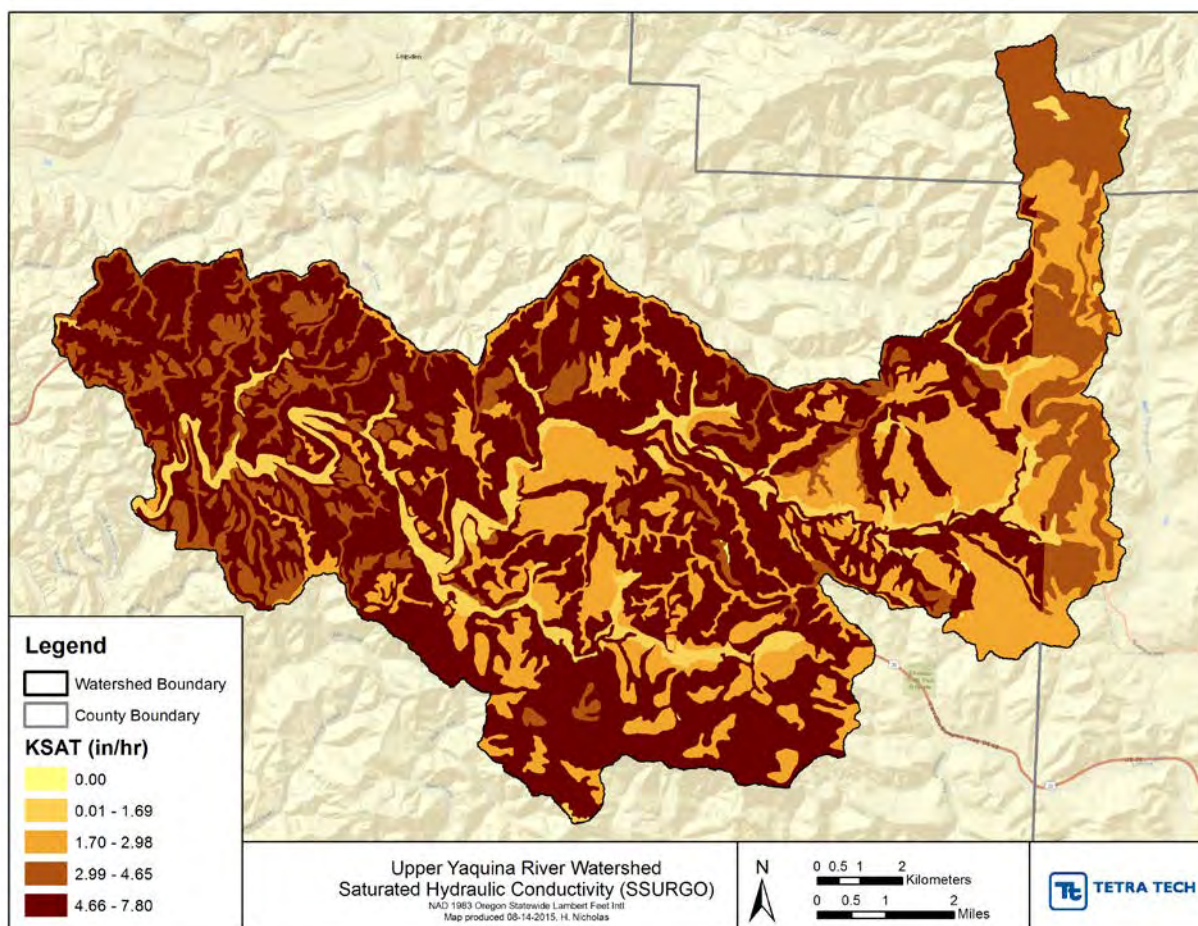 Legend
Watershed Boundary
County Boundary
KSAT (in/hr)
0.00
0.01 - 1.69
1.70 - 2.98
2.99 - 4.65
4.66 - 7.80
Upper Yaquina River Watershed
Saturated Hydraulic Conductivity (SSURGO)
NAD 1983 Oregon Statewide Lambert Feet Intl
Map produced 08-14-2015, H. Nicholas
N
0 0.5 1 2
Kilometers
0 0.5 1 2
Miles
Tt
TETRA TECH